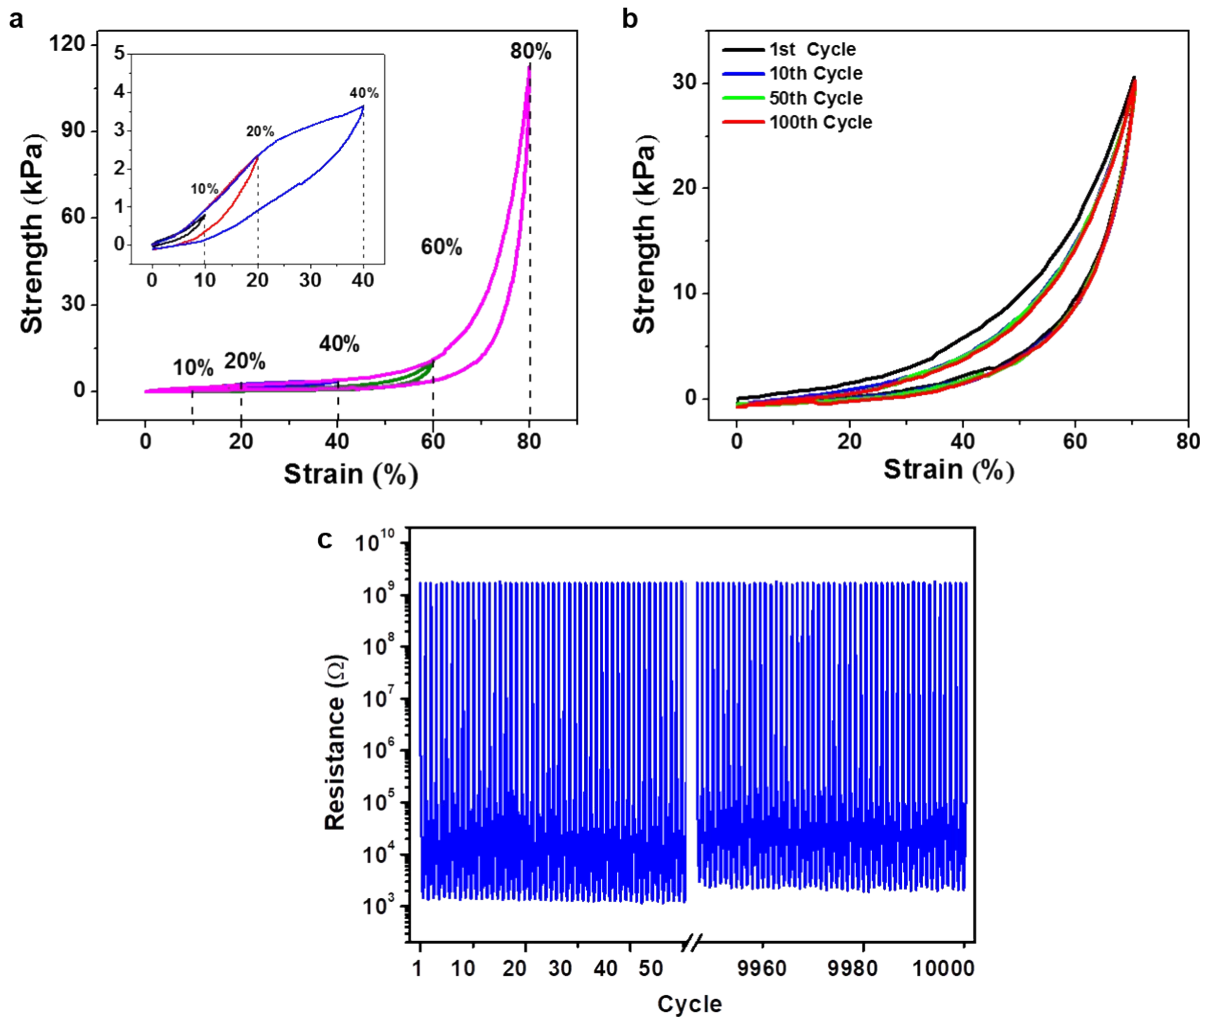 a
120
90
60
30
0
Strength (kPa)
0 20 40 60 80
Strain (%)
10% 20% 40% 60% 80%
5
4
3
2
1
0
0 10 20 30 40
10% 20% 40%
b
1st Cycle
10th Cycle
50th Cycle
100th Cycle
30
20
10
0
Strength (kPa)
0 20 40 60 80
Strain (%)
c
10^10
10^9
10^8
10^7
10^6
10^5
10^4
10^3
Resistance (Ω)
1 10 20 30 40 50 9960 9980 10000
Cycle